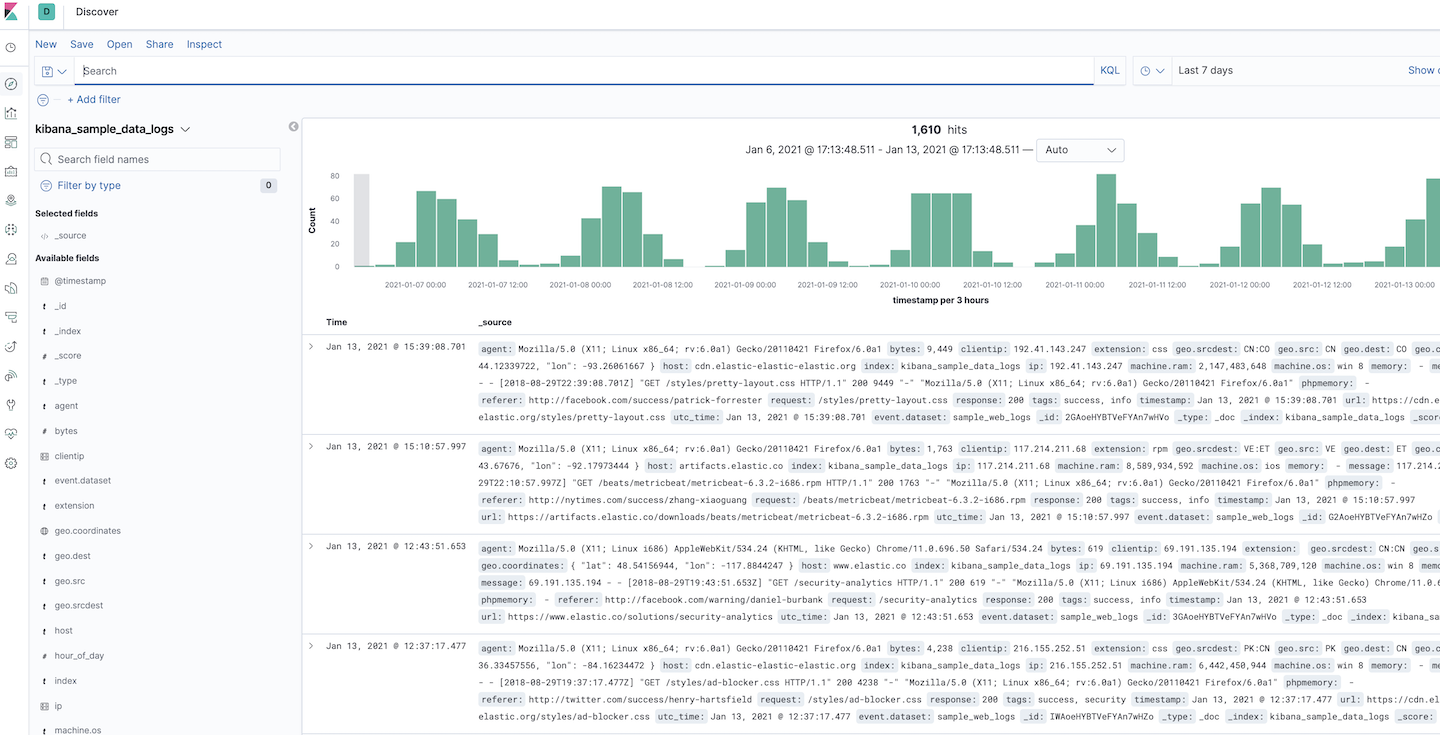 D Discover
New Save Open Share Inspect
Search KQL Last 7 days Show
+ Add filter
kibana_sample_data_logs
Search field names
Filter by type 0
Selected fields
_source
Available fields
@timestamp
_id
_index
_score
_type
agent
bytes
clientip
event.dataset
extension
geo.coordinates
geo.dest
geo.src
geo.srcdest
host
hour_of_day
index
ip
machine.os
1,610 hits
Jan 6, 2021 @ 17:13:48.511 - Jan 13, 2021 @ 17:13:48.511 — Auto
Count
80
60
40
20
0
2021-01-07 00:00 2021-01-07 12:00 2021-01-08 00:00 2021-01-08 12:00 2021-01-09 00:00 2021-01-09 12:00 2021-01-10 00:00 2021-01-10 12:00 2021-01-11 00:00 2021-01-11 12:00 2021-01-12 00:00 2021-01-12 12:00 2021-01-13 00:00
timestamp per 3 hours
Time _source
Jan 13, 2021 @ 15:39:08.701 agent: Mozilla/5.0 (X11; Linux x86_64; rv:6.0a1) Gecko/20110421 Firefox/6.0a1 bytes: 9,449 clientip: 192.41.143.247 extension: css geo.srcdest: CN:CO geo.src: CN geo.dest: CO geo.c
44.12339722, "lon": -93.26061667 } host: cdn.elastic-elastic-elastic.org index: kibana_sample_data_logs ip: 192.41.143.247 machine.ram: 2,147,483,648 machine.os: win 8 memory: - me
- - [2018-08-29T22:39:08.701Z] "GET /styles/pretty-layout.css HTTP/1.1" 200 9449 "-" "Mozilla/5.0 (X11; Linux x86_64; rv:6.0a1) Gecko/20110421 Firefox/6.0a1" phpmemory: -
referer: http://facebook.com/success/patrick-forrester request: /styles/pretty-layout.css response: 200 tags: success, info timestamp: Jan 13, 2021 @ 15:39:08.701 url: https://cdn.e
elastic.org/styles/pretty-layout.css utc_time: Jan 13, 2021 @ 15:39:08.701 event.dataset: sample_web_logs _id: 2GAoeHYBTVeFYAn7wHVo _type: _doc _index: kibana_sample_data_logs _scor
Jan 13, 2021 @ 15:10:57.997 agent: Mozilla/5.0 (X11; Linux x86_64; rv:6.0a1) Gecko/20110421 Firefox/6.0a1 bytes: 1,763 clientip: 117.214.211.68 extension: rpm geo.srcdest: VE:ET geo.src: VE geo.dest: ET geo.c
43.67676, "lon": -92.17973444 } host: artifacts.elastic.co index: kibana_sample_data_logs ip: 117.214.211.68 machine.ram: 8,589,934,592 machine.os: ios memory: - message: 117.214.2
29T22:10:57.997Z] "GET /beats/metricbeat/metricbeat-6.3.2-i686.rpm HTTP/1.1" 200 1763 "-" "Mozilla/5.0 (X11; Linux x86_64; rv:6.0a1) Gecko/20110421 Firefox/6.0a1" phpmemory: -
referer: http://nytimes.com/success/zhang-xiaoguang request: /beats/metricbeat/metricbeat-6.3.2-i686.rpm response: 200 tags: success, info timestamp: Jan 13, 2021 @ 15:10:57.997
url: https://artifacts.elastic.co/downloads/beats/metricbeat/metricbeat-6.3.2-i686.rpm utc_time: Jan 13, 2021 @ 15:10:57.997 event.dataset: sample_web_logs _id: G2AoeHYBTVeFYAn7wHZo
Jan 13, 2021 @ 12:43:51.653 agent: Mozilla/5.0 (X11; Linux i686) AppleWebKit/534.24 (KHTML, like Gecko) Chrome/11.0.696.50 Safari/534.24 bytes: 619 clientip: 69.191.135.194 extension: geo.srcdest: CN:CN geo.s
geo.coordinates: { "lat": 48.54156944, "lon": -117.8844247 } host: www.elastic.co index: kibana_sample_data_logs ip: 69.191.135.194 machine.ram: 5,368,709,120 machine.os: win 8 memo
message: 69.191.135.194 - - [2018-08-29T19:43:51.653Z] "GET /security-analytics HTTP/1.1" 200 619 "-" "Mozilla/5.0 (X11; Linux i686) AppleWebKit/534.24 (KHTML, like Gecko) Chrome/11.0.6
phpmemory: - referer: http://facebook.com/warning/daniel-burbank request: /security-analytics response: 200 tags: success, info timestamp: Jan 13, 2021 @ 12:43:51.653
url: https://www.elastic.co/solutions/security-analytics utc_time: Jan 13, 2021 @ 12:43:51.653 event.dataset: sample_web_logs _id: 3GAoeHYBTVeFYAn7wHVo _type: _doc _index: kibana_sa
Jan 13, 2021 @ 12:37:17.477 agent: Mozilla/5.0 (X11; Linux x86_64; rv:6.0a1) Gecko/20110421 Firefox/6.0a1 bytes: 4,238 clientip: 216.155.252.51 extension: css geo.srcdest: PK:CN geo.src: PK geo.dest: CN geo.c
36.33457556, "lon": -84.16234472 } host: cdn.elastic-elastic-elastic.org index: kibana_sample_data_logs ip: 216.155.252.51 machine.ram: 6,442,450,944 machine.os: win 8 memory: - me
- - [2018-08-29T19:37:17.477Z] "GET /styles/ad-blocker.css HTTP/1.1" 200 4238 "-" "Mozilla/5.0 (X11; Linux x86_64; rv:6.0a1) Gecko/20110421 Firefox/6.0a1" phpmemory: -
referer: http://twitter.com/success/henry-hartsfield request: /styles/ad-blocker.css response: 200 tags: success, security timestamp: Jan 13, 2021 @ 12:37:17.477 url: https://cdn.el
elastic.org/styles/ad-blocker.css utc_time: Jan 13, 2021 @ 12:37:17.477 event.dataset: sample_web_logs _id: IWAoeHYBTVeFYAn7wHZo _type: _doc _index: kibana_sample_data_logs _score: